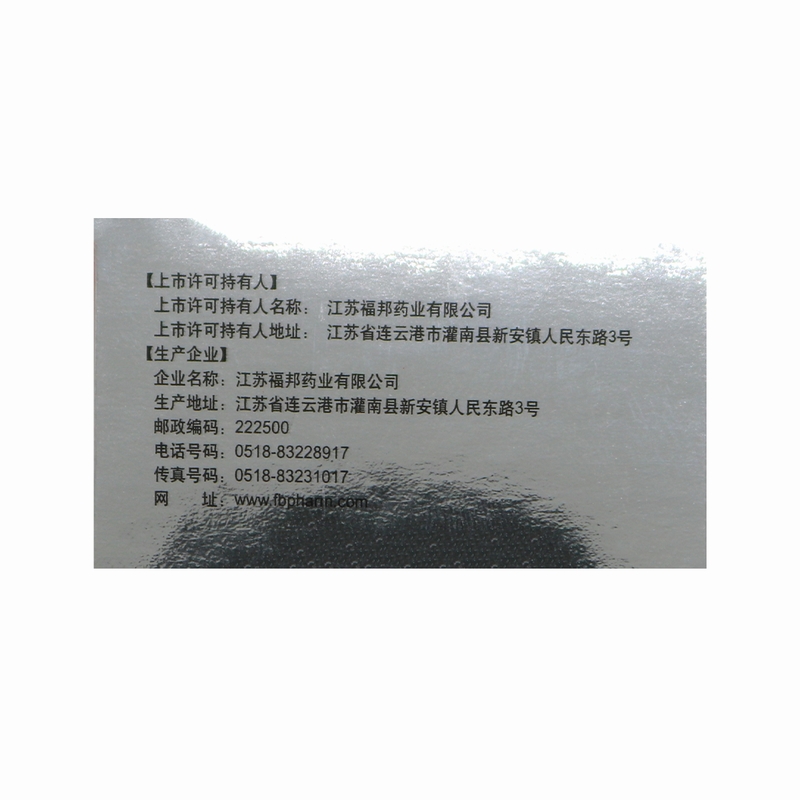 【上市许可持有人】
上市许可持有人名称： 江苏福邦药业有限公司
上市许可持有人地址： 江苏省连云港市灌南县新安镇人民东路3号
【生产企业】
企业名称：江苏福邦药业有限公司
生产地址：江苏省连云港市灌南县新安镇人民东路3号
邮政编码：222500
电话号码：0518-83228917
传真号码：0518-83231017
网 址：www.fbpharm.com